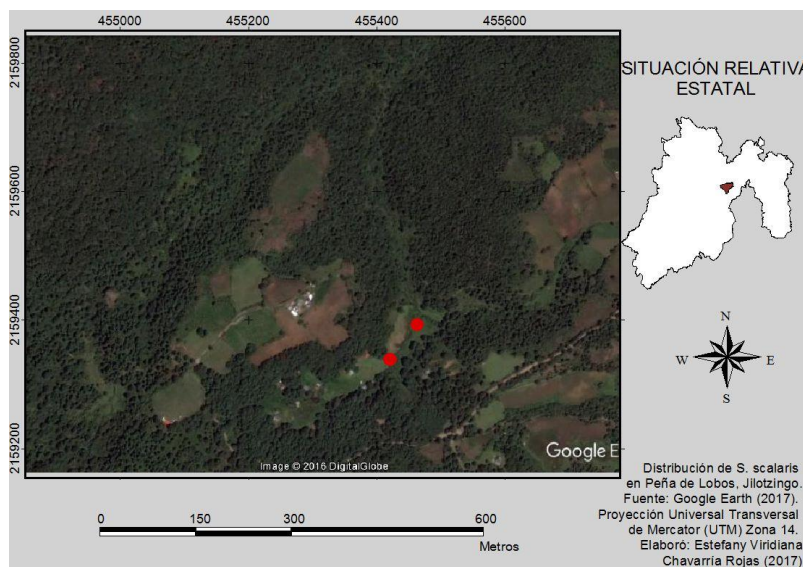 455000 455200 455400 455600
2159800
2159600
2159400
2159200
SITUACIÓN RELATIVA
ESTATAL
N
W E
S
Google E
Image © 2016 DigitalGlobe
Distribución de S. scalaris
en Peña de Lobos, Jilotzingo.
Fuente: Google Earth (2017).
Proyección Universal Transversal
de Mercator (UTM) Zona 14.
Elaboró: Estefany Viridiana
Chavarría Rojas (2017)
0 150 300 600
Metros